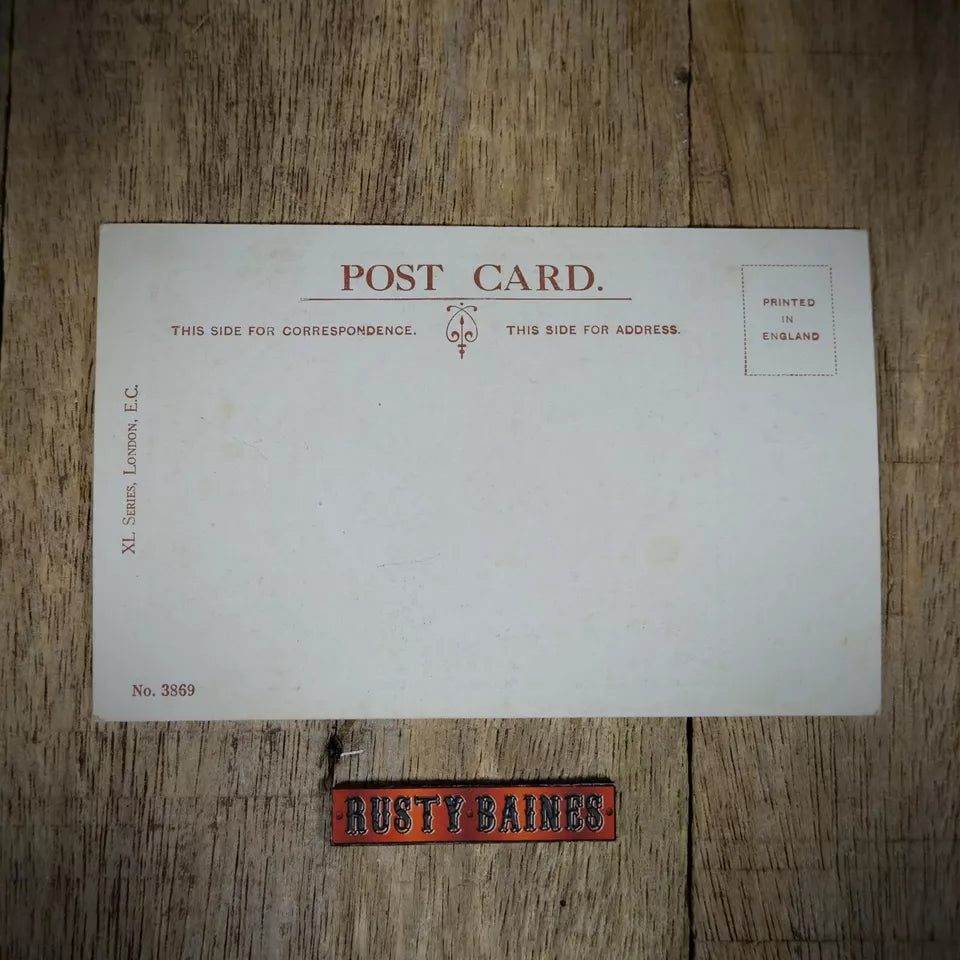 POST CARD.
THIS SIDE FOR CORRESPONDENCE.
THIS SIDE FOR ADDRESS.
PRINTED
IN
ENGLAND
XL SERIES, LONDON, E.C.
No. 3869
RUSTY BAINES